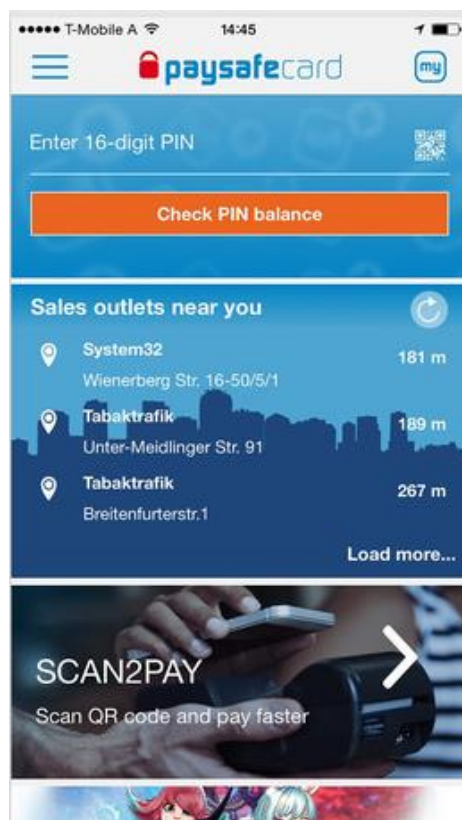 T-Mobile A 14:45
paysafecard my
Enter 16-digit PIN
Check PIN balance
Sales outlets near you
System32 181 m
Wienerberg Str. 16-50/5/1
Tabaktrafik 189 m
Unter-Meidlinger Str. 91
Tabaktrafik 267 m
Breitenfurterstr.1
Load more...
SCAN2PAY
Scan QR code and pay faster